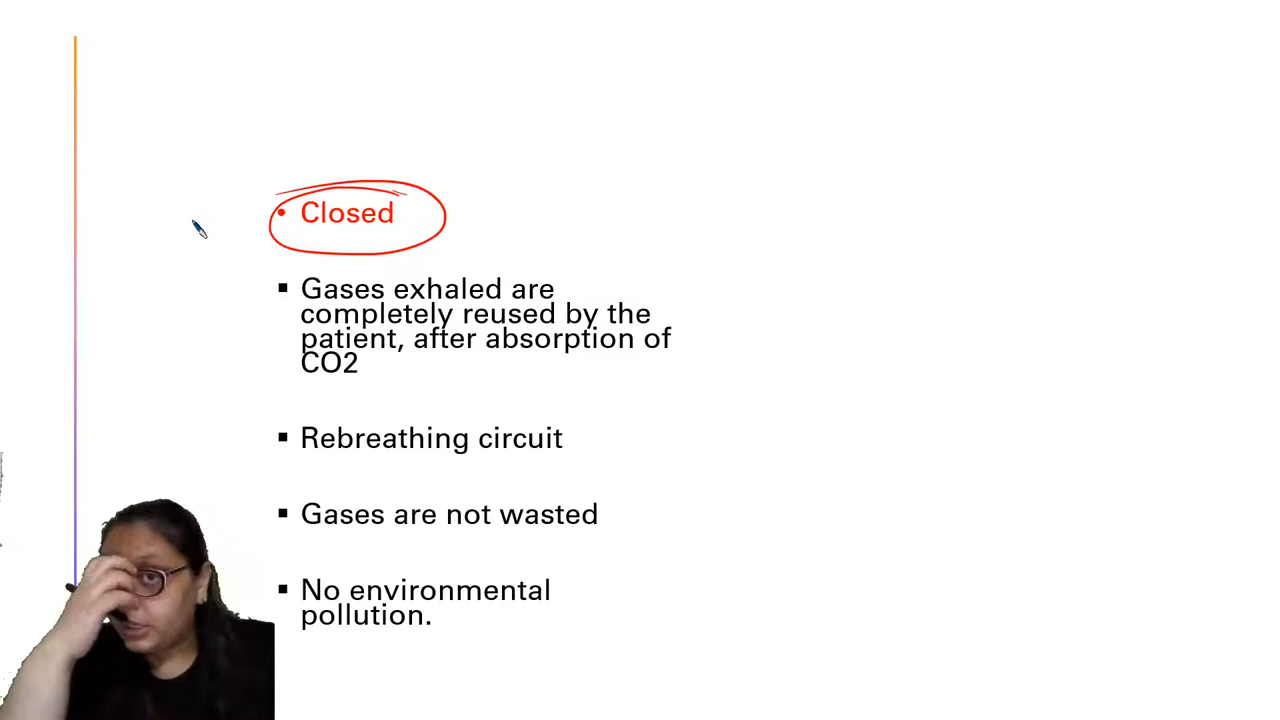 • Closed
▪ Gases exhaled are
completely reused by the
patient, after absorption of
CO2
▪ Rebreathing circuit
▪ Gases are not wasted
▪ No environmental
pollution.